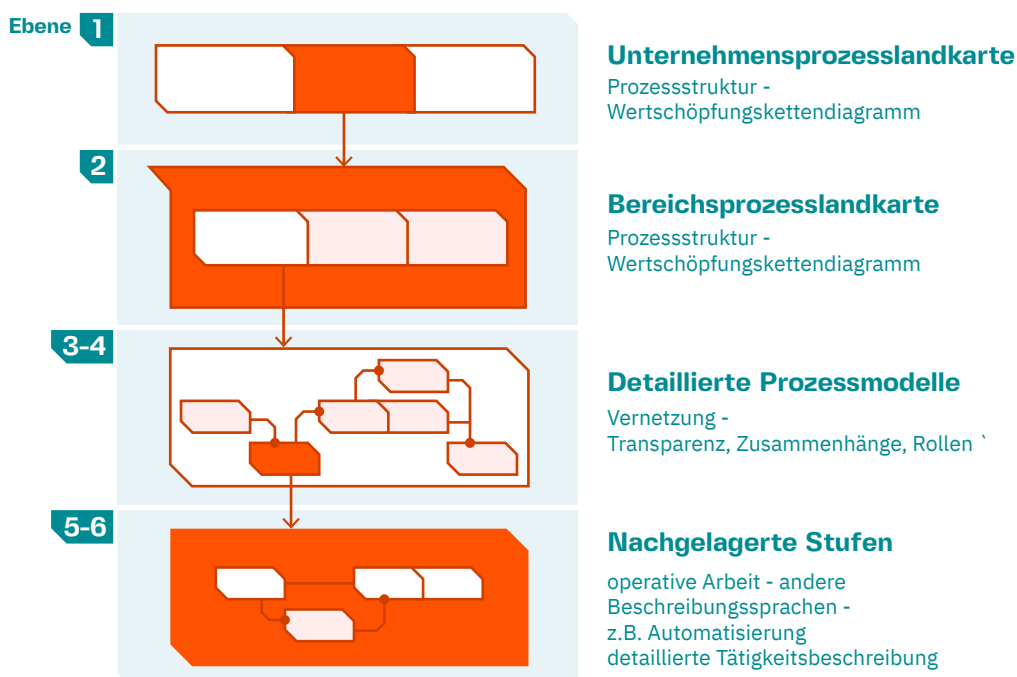 Ebene 1
Unternehmensprozesslandkarte
Prozessstruktur -
Wertschöpfungskettendiagramm
2
Bereichsprozesslandkarte
Prozessstruktur -
Wertschöpfungskettendiagramm
3-4
Detaillierte Prozessmodelle
Vernetzung -
Transparenz, Zusammenhänge, Rollen `
5-6
Nachgelagerte Stufen
operative Arbeit - andere
Beschreibungssprachen -
z.B. Automatisierung
detaillierte Tätigkeitsbeschreibung